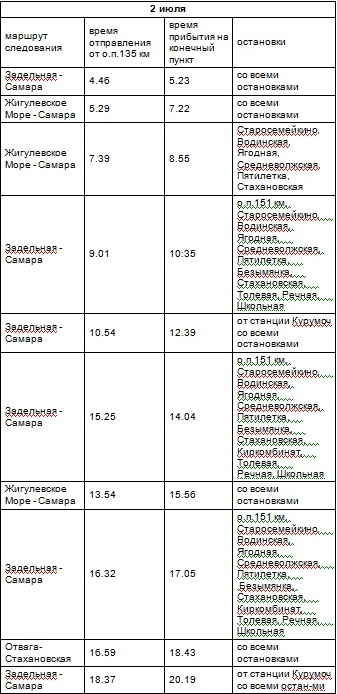 2 июля
маршрут следования
время отправления от о.п.135 км
время прибытия на конечный пункт
остановки
Задельная -
Самара
4.46
5.23
со всеми
остановками
Жигулевское
Море - Самара
5.29
7.22
со всеми
остановками
Жигулевское
Море - Самара
7.39
8.55
Старосемейкино,
Водинская,
Ягодная,
Средневолжская,
Пятилетка,
Стахановская
Задельная -
Самара
9.01
10:35
о.п.151 км,
Старосемейкино,
Водинская,
Ягодная,
Средневолжская,
Пятилетка,
Безымянка,
Стахановская,
Толевая, Речная,
Школьная
Задельная -
Самара
10.54
12.39
от станции Курумоч
со всеми
остановками
Задельная -
Самара
15.25
14.04
о.п.151 км,
Старосемейкино,
Водинская,
Ягодная,
Средневолжская,
Пятилетка,
Безымянка,
Стахановская,
Киркомбинат,
Толевая,
Речная, Школьная
Жигулевское
Море - Самара
13.54
15.56
со всеми
остановками
Задельная -
Самара
16.32
17.05
о.п.151 км,
Старосемейкино,
Водинская,
Ягодная,
Средневолжская,
Пятилетка,
Безымянка,
Стахановская,
Киркомбинат,
Толевая, Речная,
Школьная
Отвага-
Стахановская
16.59
18.43
со всеми
остановками
Задельная -
Самара
18.37
20.19
от станции Курумоч
со всеми остан-ми